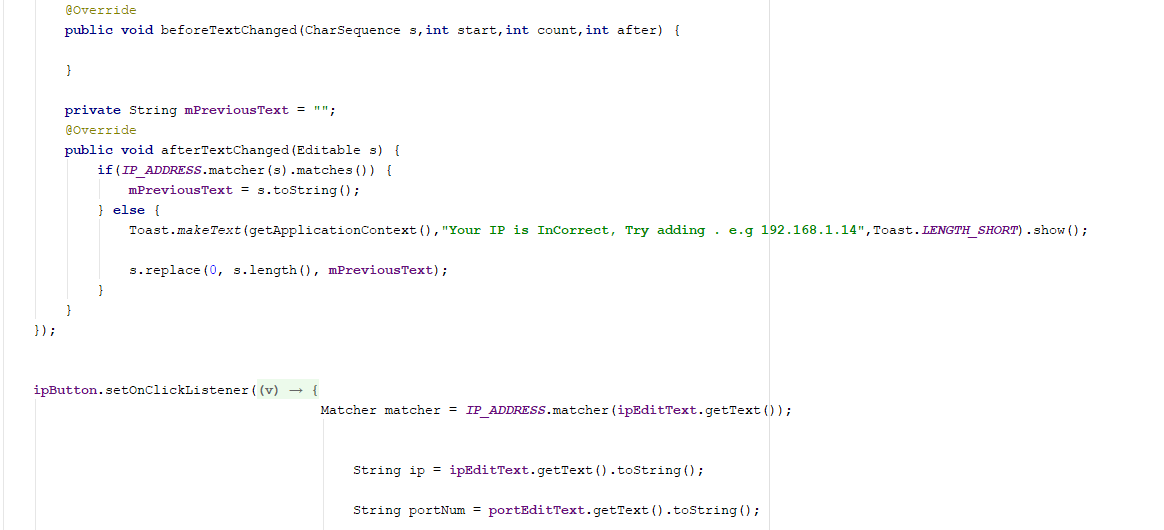 @Override
public void beforeTextChanged(CharSequence s,int start,int count,int after) {
}
private String mPreviousText = "";
@Override
public void afterTextChanged(Editable s) {
if(IP_ADDRESS.matcher(s).matches()) {
mPreviousText = s.toString();
} else {
Toast.makeText(getApplicationContext(),"Your IP is InCorrect, Try adding . e.g 192.168.1.14",Toast.LENGTH_SHORT).show();
s.replace(0, s.length(), mPreviousText);
}
}
});
ipButton.setOnClickListener((v) → {
Matcher matcher = IP_ADDRESS.matcher(ipEditText.getText());
String ip = ipEditText.getText().toString();
String portNum = portEditText.getText().toString();